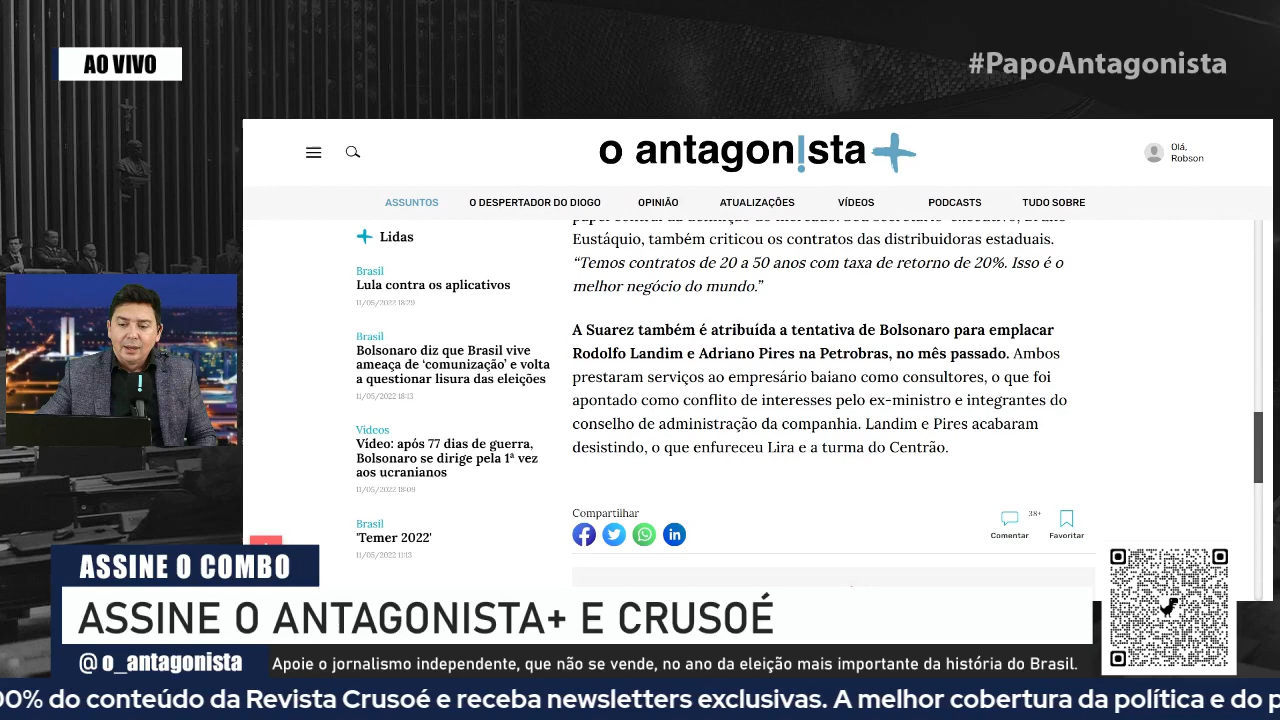 AO VIVO
#PapoAntagonista
o antagon!sta+
Olá,
Robson
ASSUNTOS
O DESPERTADOR DO DIOGO
OPINIÃO
ATUALIZAÇÕES
VÍDEOS
PODCASTS
TUDO SOBRE
Lidas
Brasil
Lula contra os aplicativos
11/05/2022 18:29
Brasil
Bolsonaro diz que Brasil vive
ameaça de ‘comunização’ e volta
a questionar lisura das eleições
11/05/2022 18:13
Vídeos
Vídeo: após 77 dias de guerra,
Bolsonaro se dirige pela 1ª vez
aos ucranianos
11/05/2022 18:09
Brasil
'Temer 2022'
11/05/2022 11:13
Eustáquio, também criticou os contratos das distribuidoras estaduais.
“Temos contratos de 20 a 50 anos com taxa de retorno de 20%. Isso é o
melhor negócio do mundo.”
A Suarez também é atribuída a tentativa de Bolsonaro para emplacar
Rodolfo Landim e Adriano Pires na Petrobras, no mês passado. Ambos
prestaram serviços ao empresário baiano como consultores, o que foi
apontado como conflito de interesses pelo ex-ministro e integrantes do
conselho de administração da companhia. Landim e Pires acabaram
desistindo, o que enfureceu Lira e a turma do Centrão.
Compartilhar
38+
Comentar
Favoritar
ASSINE O COMBO
ASSINE O ANTAGONISTA+ E CRUSOÉ
@o_antagonista
Apoie o jornalismo independente, que não se vende, no ano da eleição mais importante da história do Brasil.
00% do conteúdo da Revista Crusoé e receba newsletters exclusivas. A melhor cobertura da política e do p